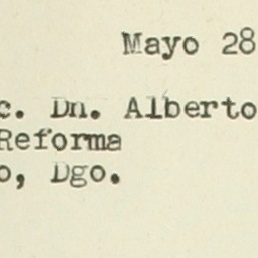 Mayo 28
c. Dn. Alberto
Reforma
o, Dgo.